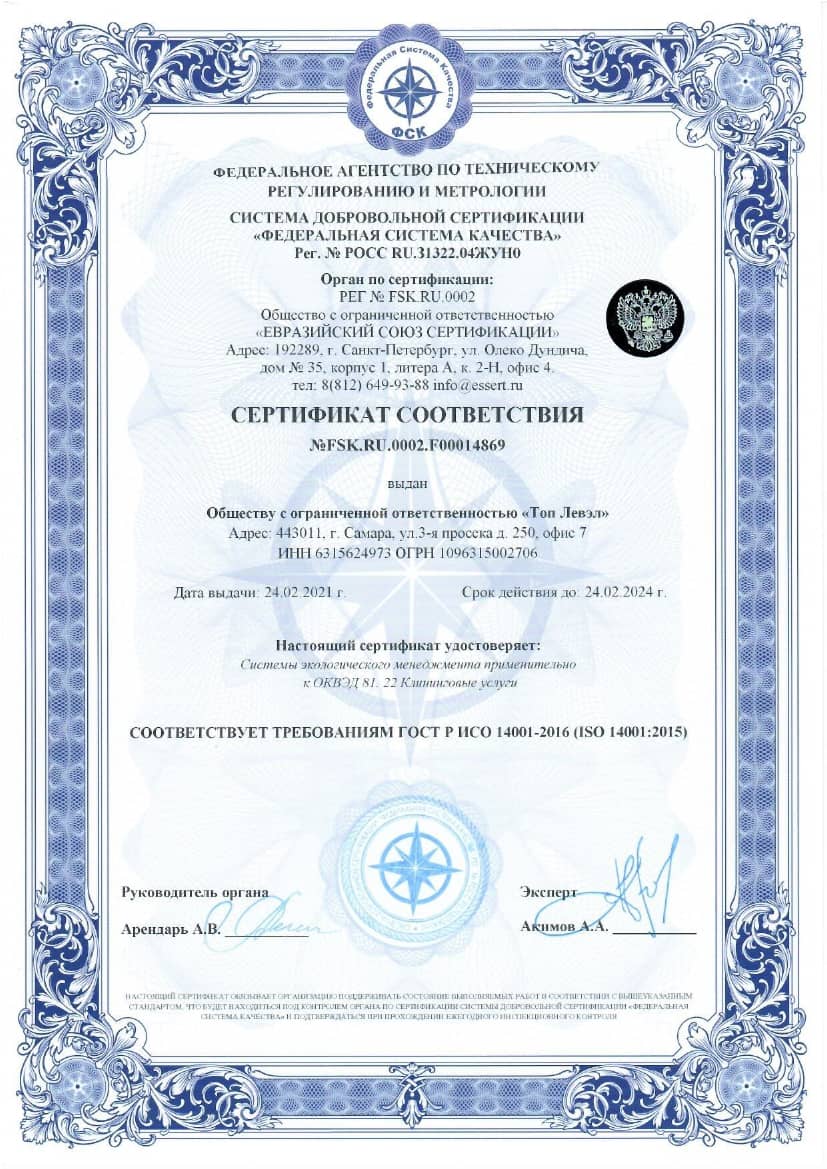 Федеральная Система Качества
ФСК
ФЕДЕРАЛЬНОЕ АГЕНТСТВО ПО ТЕХНИЧЕСКОМУ
РЕГУЛИРОВАНИЮ И МЕТРОЛОГИИ
СИСТЕМА ДОБРОВОЛЬНОЙ СЕРТИФИКАЦИИ
«ФЕДЕРАЛЬНАЯ СИСТЕМА КАЧЕСТВА»
Рег. № РОСС RU.31322.04ЖУН0
Орган по сертификации:
РЕГ № FSK.RU.0002
Общество с ограниченной ответственностью
«ЕВРАЗИЙСКИЙ СОЮЗ СЕРТИФИКАЦИИ»
Адрес: 192289, г. Санкт-Петербург, ул. Олеко Дундича,
дом № 35, корпус 1, литера А, к. 2-Н, офис 4.
тел: 8(812) 649-93-88 info@essert.ru
СЕРТИФИКАТ СООТВЕТСТВИЯ
№FSK.RU.0002.F00014869
выдан
Обществу с ограниченной ответственностью «Топ Левэл»
Адрес: 443011, г. Самара, ул.3-я просека д. 250, офис 7
ИНН 6315624973 ОГРН 1096315002706
Дата выдачи: 24.02.2021 г. Срок действия до: 24.02.2024 г.
Настоящий сертификат удостоверяет:
Системы экологического менеджмента применительно
к ОКВЭД 81. 22 Клининговые услуги
СООТВЕТСТВУЕТ ТРЕБОВАНИЯМ ГОСТ Р ИСО 14001-2016 (ISO 14001:2015)
Руководитель органа
Арендарь А.В.
Эксперт
Акимов А.А.
НАСТОЯЩИЙ СЕРТИФИКАТ ОБЯЗЫВАЕТ ОРГАНИЗАЦИЮ ПОДДЕРЖИВАТЬ СОСТОЯНИЕ ВЫПОЛНЯЕМЫХ РАБОТ В СООТВЕТСТВИИ С ВЫШЕУКАЗАННЫМ
СТАНДАРТОМ, ЧТО БУДЕТ НАХОДИТЬСЯ ПОД КОНТРОЛЕМ ОРГАНА ПО СЕРТИФИКАЦИИ СИСТЕМЫ ДОБРОВОЛЬНОЙ СЕРТИФИКАЦИИ «ФЕДЕРАЛЬНАЯ
СИСТЕМА КАЧЕСТВА» И ПОДТВЕРЖДАТЬСЯ ПРИ ПРОХОЖДЕНИИ ЕЖЕГОДНОГО ИНСПЕКЦИОННОГО КОНТРОЛЯ
ФСК